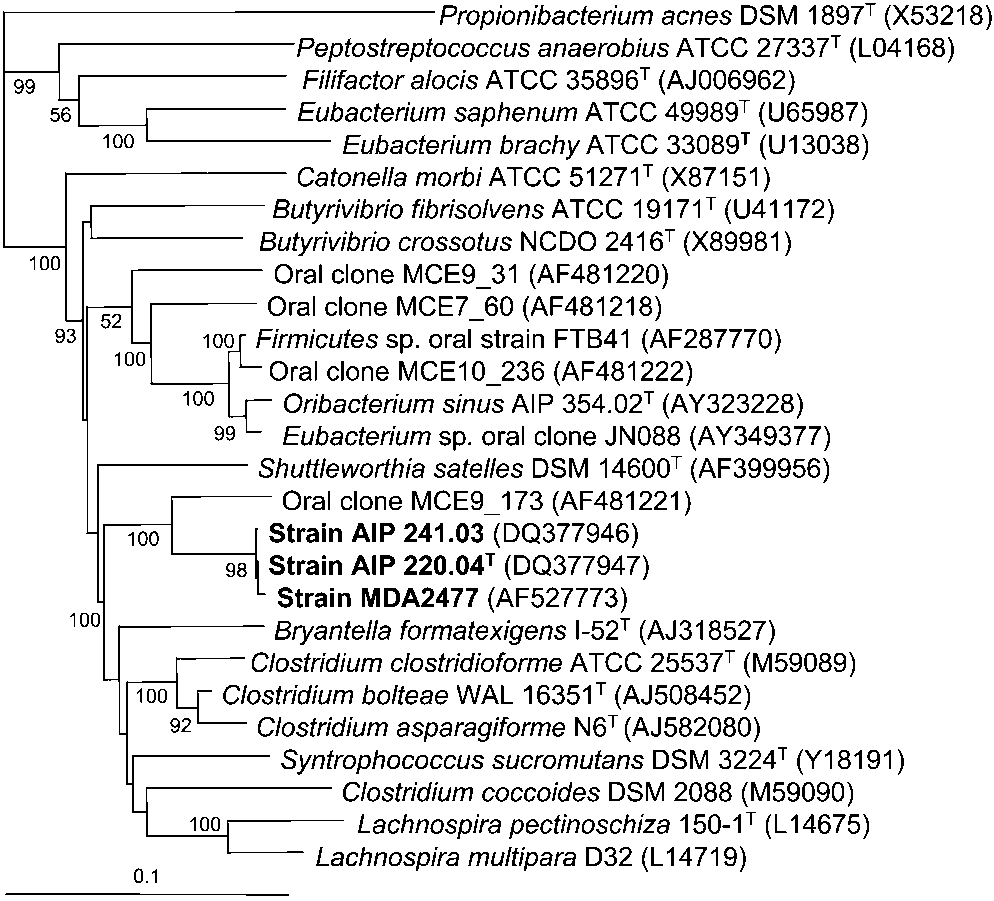 Propionibacterium acnes DSM 1897ᵀ (X53218)
Peptostreptococcus anaerobius ATCC 27337ᵀ (L04168)
99
Filifactor alocis ATCC 35896ᵀ (AJ006962)
56
Eubacterium saphenum ATCC 49989ᵀ (U65987)
100
Eubacterium brachy ATCC 33089ᵀ (U13038)
Catonella morbi ATCC 51271ᵀ (X87151)
Butyrivibrio fibrisolvens ATCC 19171ᵀ (U41172)
Butyrivibrio crossotus NCDO 2416ᵀ (X89981)
100
Oral clone MCE9_31 (AF481220)
Oral clone MCE7_60 (AF481218)
52
93
100 Firmicutes sp. oral strain FTB41 (AF287770)
100
Oral clone MCE10_236 (AF481222)
100
Oribacterium sinus AIP 354.02ᵀ (AY323228)
99
Eubacterium sp. oral clone JN088 (AY349377)
Shuttleworthia satelles DSM 14600ᵀ (AF399956)
Oral clone MCE9_173 (AF481221)
100
Strain AIP 241.03 (DQ377946)
98
Strain AIP 220.04ᵀ (DQ377947)
Strain MDA2477 (AF527773)
100
Bryantella formatexigens I-52ᵀ (AJ318527)
Clostridium clostridioforme ATCC 25537ᵀ (M59089)
100
Clostridium bolteae WAL 16351ᵀ (AJ508452)
92
Clostridium asparagiforme N6ᵀ (AJ582080)
Syntrophococcus sucromutans DSM 3224ᵀ (Y18191)
Clostridium coccoides DSM 2088 (M59090)
100
Lachnospira pectinoschiza 150-1ᵀ (L14675)
Lachnospira multipara D32 (L14719)
0.1